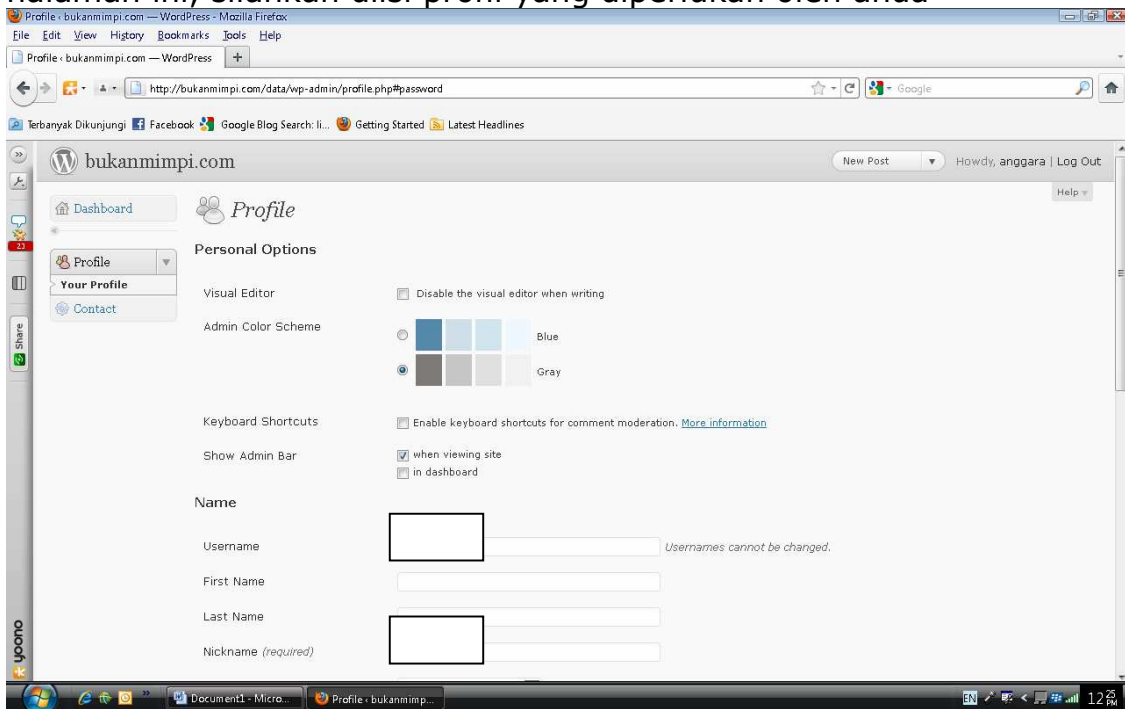 halaman ini, silahkan diisi profil yang diperlukan oleh anda
Profile ‹ bukanmimpi.com — WordPress - Mozilla Firefox
File Edit View History Bookmarks Tools Help
Profile ‹ bukanmimpi.com — WordPress +
http://bukanmimpi.com/data/wp-admin/profile.php#password Google
Terbanyak Dikunjungi Facebook Google Blog Search: li... Getting Started Latest Headlines
bukanmimpi.com New Post Howdy, anggara | Log Out
Help
Dashboard
Profile
Personal Options
Profile
Your Profile
Contact
Visual Editor Disable the visual editor when writing
Admin Color Scheme
Blue
Gray
Keyboard Shortcuts Enable keyboard shortcuts for comment moderation. More information
Show Admin Bar when viewing site
in dashboard
Name
Username Usernames cannot be changed.
First Name
Last Name
Nickname (required)
23
Share
yoono
Document1 - Micro... Profile ‹ bukanmimp... EN 12:25 PM